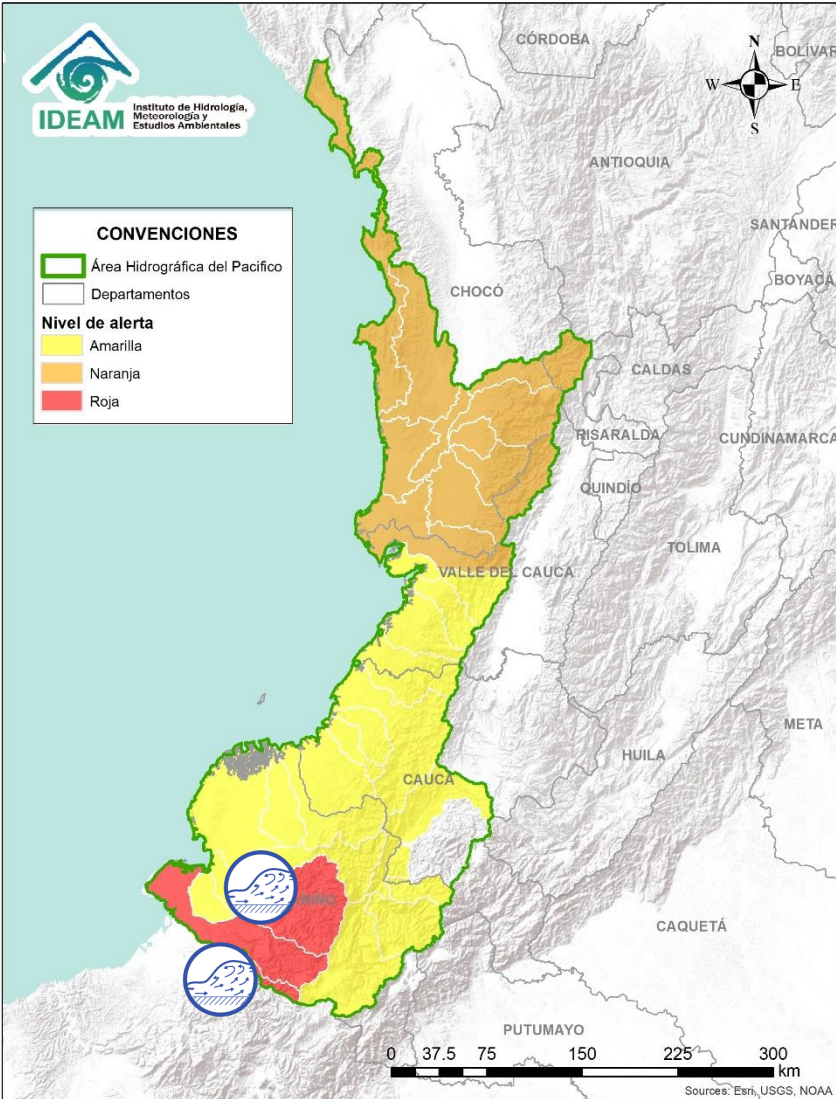 IDEAM
Instituto de Hidrología,
Meteorología y
Estudios Ambientales
N
W
E
S
CÓRDOBA
BOLÍVAR
ANTIOQUIA
SANTANDER
BOYACÁ
CHOCÓ
CALDAS
RISARALDA
CUNDINAMARCA
QUINDÍO
TOLIMA
VALLE DEL CAUCA
META
HUILA
CAUCA
CAQUETÁ
PUTUMAYO
CONVENCIONES
Área Hidrográfica del Pacifico
Departamentos
Nivel de alerta
Amarilla
Naranja
Roja
0 37.5 75 150 225 300
km
Sources: Esri, USGS, NOAA